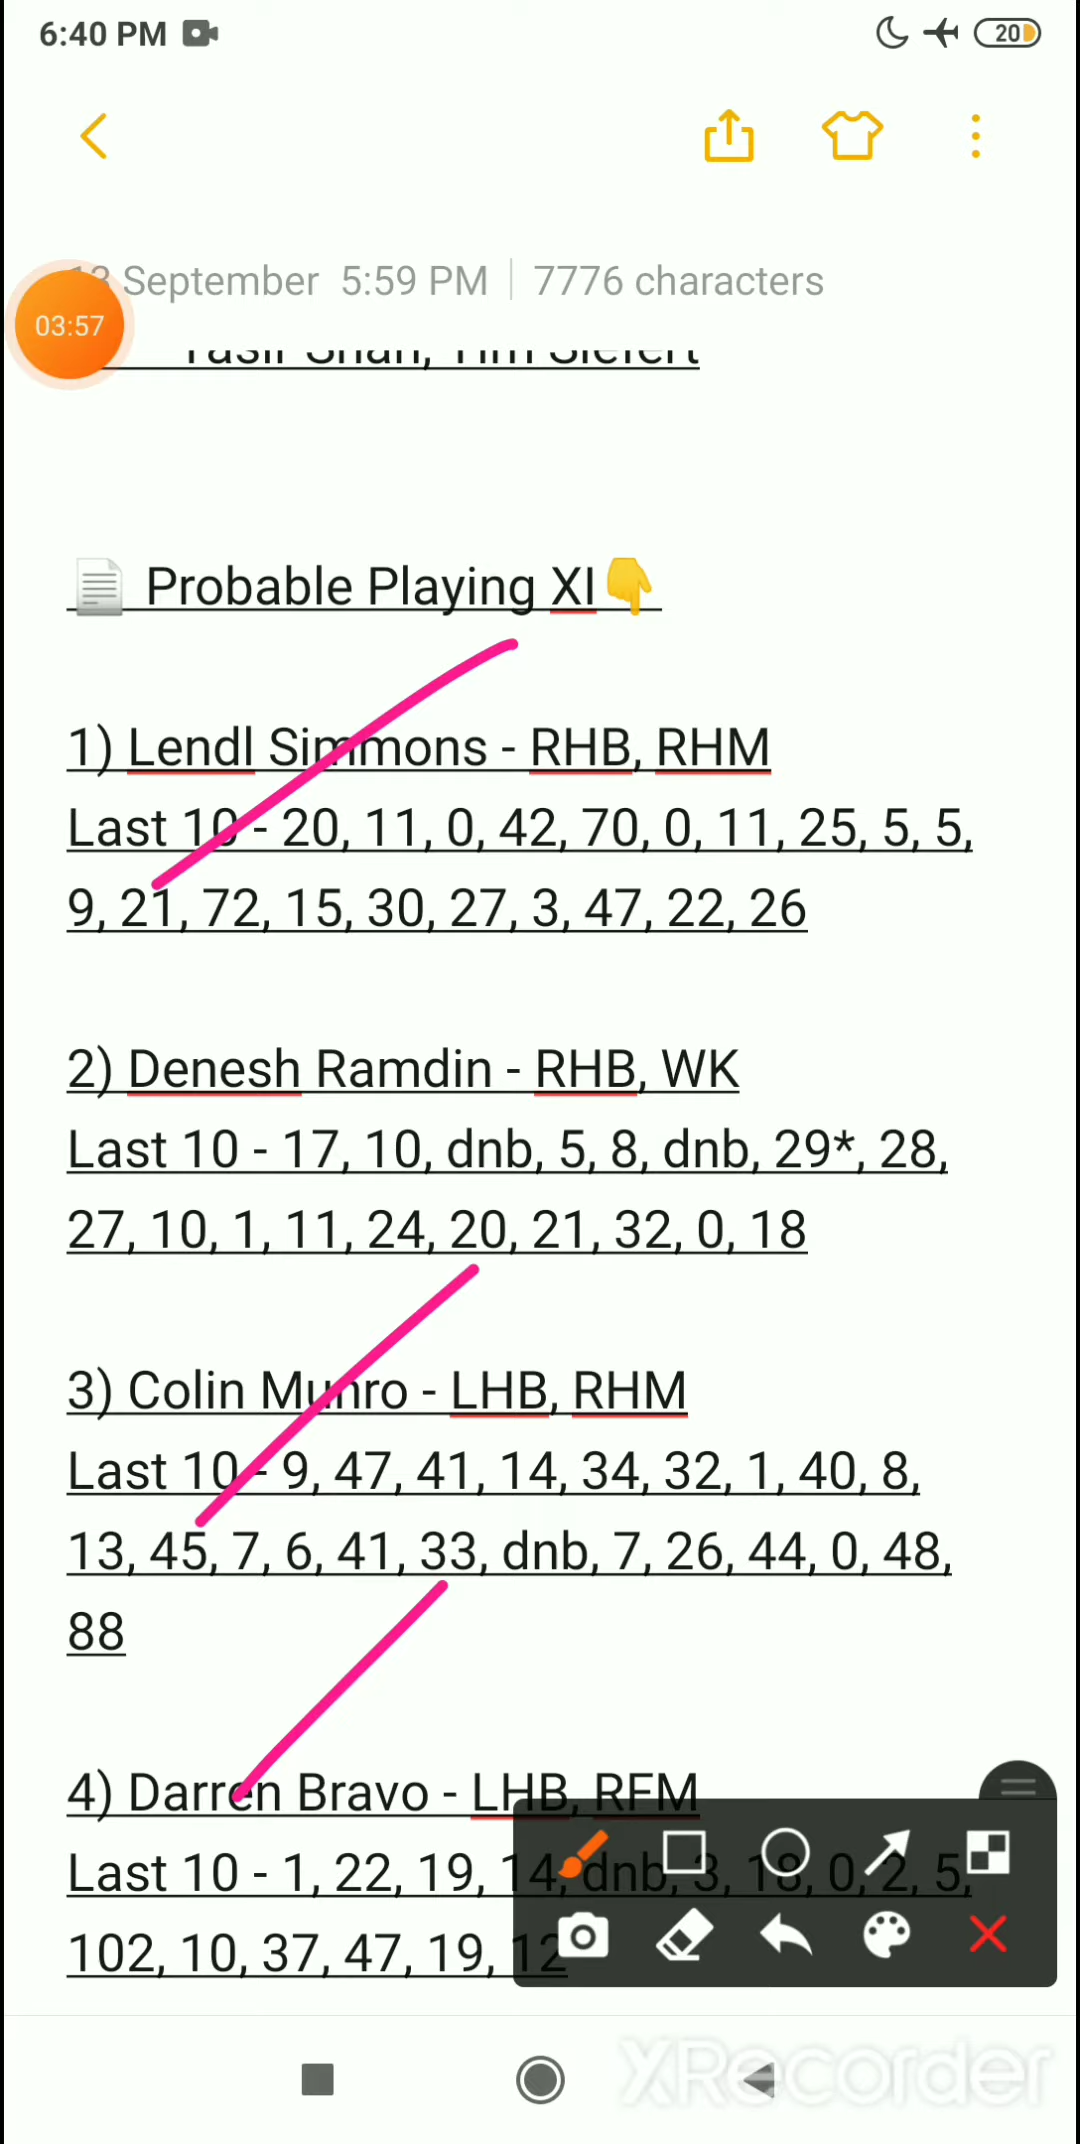 6:40 PM
20
September 5:59 PM | 7776 characters
03:57
Probable Playing XI👇
1) Lendl Simmons - RHB, RHM
Last 10 - 20, 11, 0, 42, 70, 0, 11, 25, 5, 5,
9, 21, 72, 15, 30, 27, 3, 47, 22, 26
2) Denesh Ramdin - RHB, WK
Last 10 - 17, 10, dnb, 5, 8, dnb, 29*, 28,
27, 10, 1, 11, 24, 20, 21, 32, 0, 18
3) Colin Munro - LHB, RHM
Last 10 - 9, 47, 41, 14, 34, 32, 1, 40, 8,
13, 45, 7, 6, 41, 33, dnb, 7, 26, 44, 0, 48,
88
4) Darren Bravo - LHB, RFM
Last 10 - 1, 22, 19, 14, dnb, 3, 18, 0, 2, 5,
102, 10, 37, 47, 19, 12
XRecorder